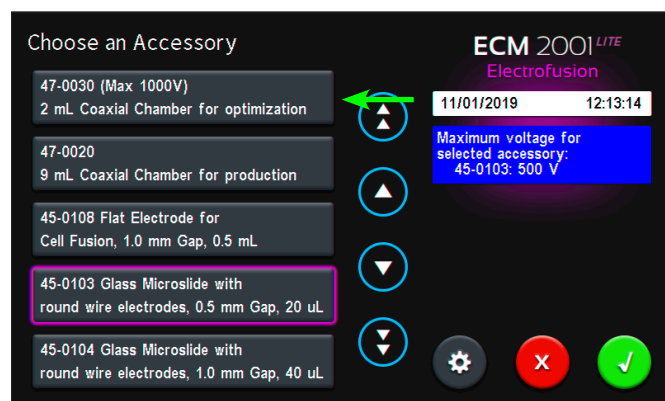 Choose an Accessory
47-0030 (Max 1000V)
2 mL Coaxial Chamber for optimization
47-0020
9 mL Coaxial Chamber for production
45-0108 Flat Electrode for
Cell Fusion, 1.0 mm Gap, 0.5 mL
45-0103 Glass Microslide with
round wire electrodes, 0.5 mm Gap, 20 uL
45-0104 Glass Microslide with
round wire electrodes, 1.0 mm Gap, 40 uL
ECM 2001 LITE
Electrofusion
11/01/2019 12:13:14
Maximum voltage for
selected accessory:
45-0103: 500 V
X